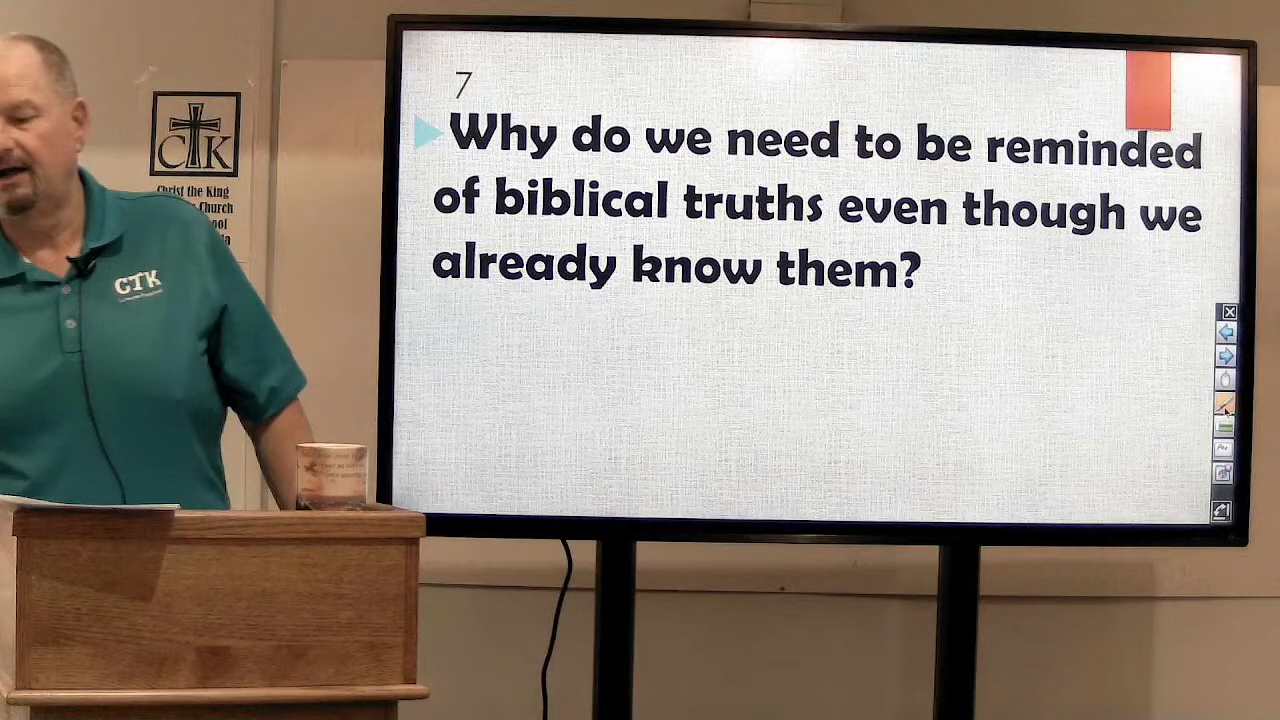 7
Why do we need to be reminded
of biblical truths even though we
already know them?
CTK
Christ the King
Church
CTK